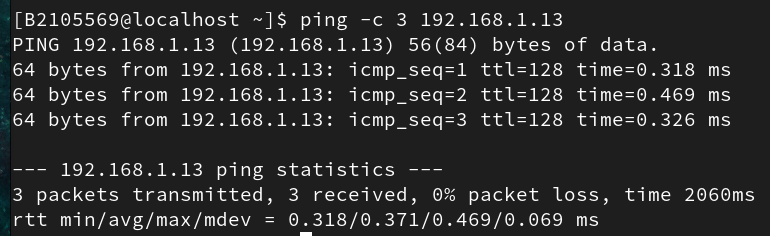 [B2105569@localhost ~]$ ping -c 3 192.168.1.13
PING 192.168.1.13 (192.168.1.13) 56(84) bytes of data.
64 bytes from 192.168.1.13: icmp_seq=1 ttl=128 time=0.318 ms
64 bytes from 192.168.1.13: icmp_seq=2 ttl=128 time=0.469 ms
64 bytes from 192.168.1.13: icmp_seq=3 ttl=128 time=0.326 ms

--- 192.168.1.13 ping statistics ---
3 packets transmitted, 3 received, 0% packet loss, time 2060ms
rtt min/avg/max/mdev = 0.318/0.371/0.469/0.069 ms